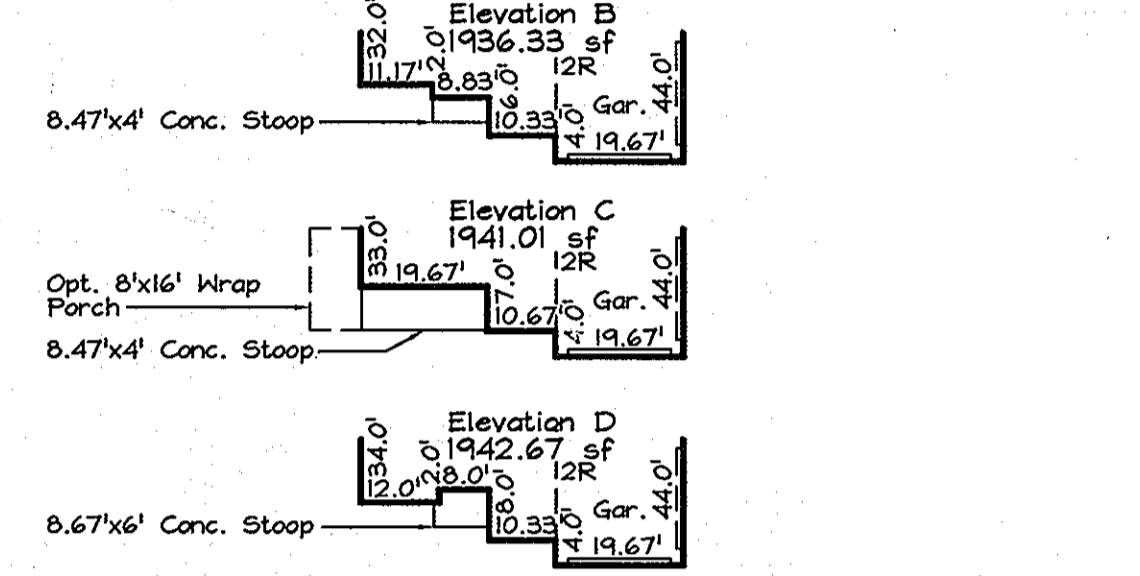 Elevation B
1936.33 sf
32.0'
11.17'
2.0'
8.83'
6.0'
2R
10.33'
4.0'
Gar.
44.0'
19.67'
8.47'x4' Conc. Stoop
Elevation C
1941.01 sf
33.0'
19.67'
7.0'
2R
10.67'
4.0'
Gar.
44.0'
19.67'
Opt. 8'x16' Wrap
Porch
8.47'x4' Conc. Stoop
Elevation D
1942.67 sf
34.0'
12.0'
2.0'
8.0'
8.0'
2R
10.33'
4.0'
Gar.
44.0'
19.67'
8.67'x6' Conc. Stoop